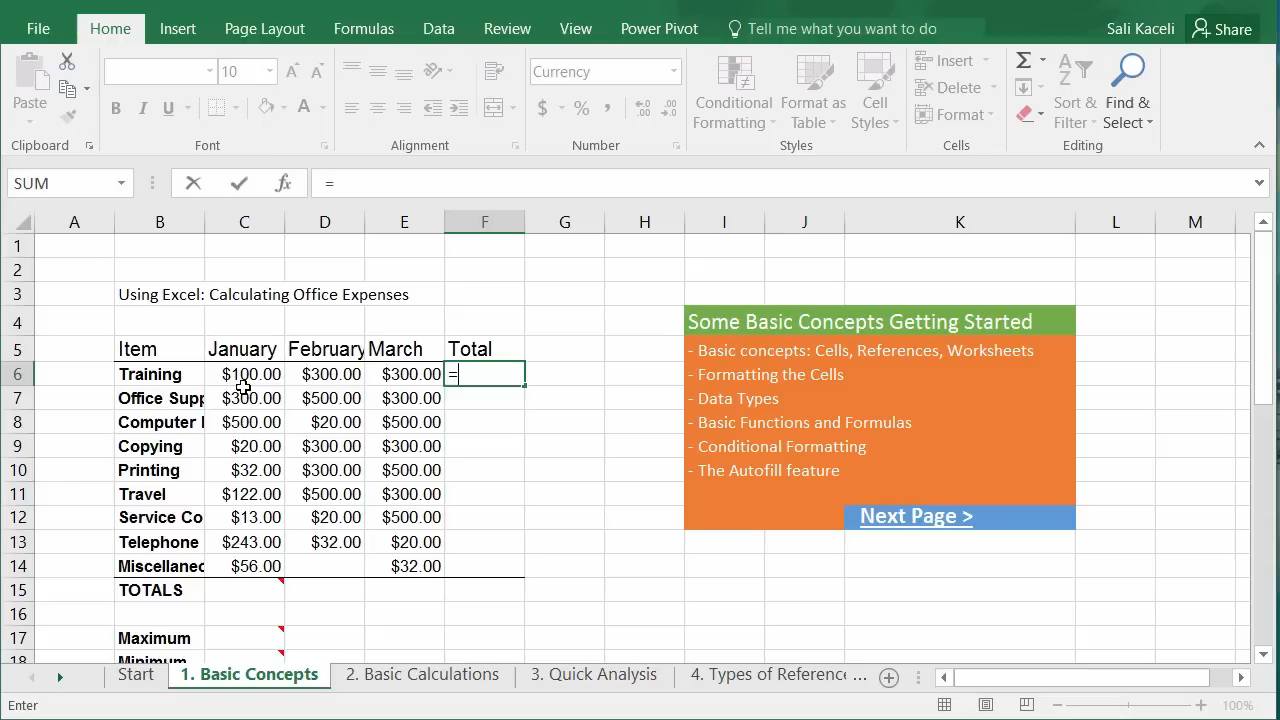 File Home Insert Page Layout Formulas Data Review View Power Pivot Tell me what you want to do Sali Kaceli Share
Paste
Clipboard
10
B I U A
Font
Alignment
Currency
$ % ,
Number
Conditional Formatting
Format as Table
Cell Styles
Styles
Insert
Delete
Format
Cells
Σ
Sort & Filter
Find & Select
Editing
SUM fx =
A B C D E F G H I J K L M
1
2
3 Using Excel: Calculating Office Expenses
4
5 Item January February March Total
6 Training $100.00 $300.00 $300.00 =
7 Office Supp $300.00 $500.00 $300.00
8 Computer $500.00 $20.00 $500.00
9 Copying $20.00 $300.00 $300.00
10 Printing $32.00 $300.00 $500.00
11 Travel $122.00 $500.00 $300.00
12 Service Co $13.00 $20.00 $500.00
13 Telephone $243.00 $32.00 $20.00
14 Miscellaneo $56.00 $32.00
15 TOTALS
16
17 Maximum
18 Minimum
Some Basic Concepts Getting Started
- Basic concepts: Cells, References, Worksheets
- Formatting the Cells
- Data Types
- Basic Functions and Formulas
- Conditional Formatting
- The Autofill feature
Next Page >
Start 1. Basic Concepts 2. Basic Calculations 3. Quick Analysis 4. Types of Reference ...
Enter 100%